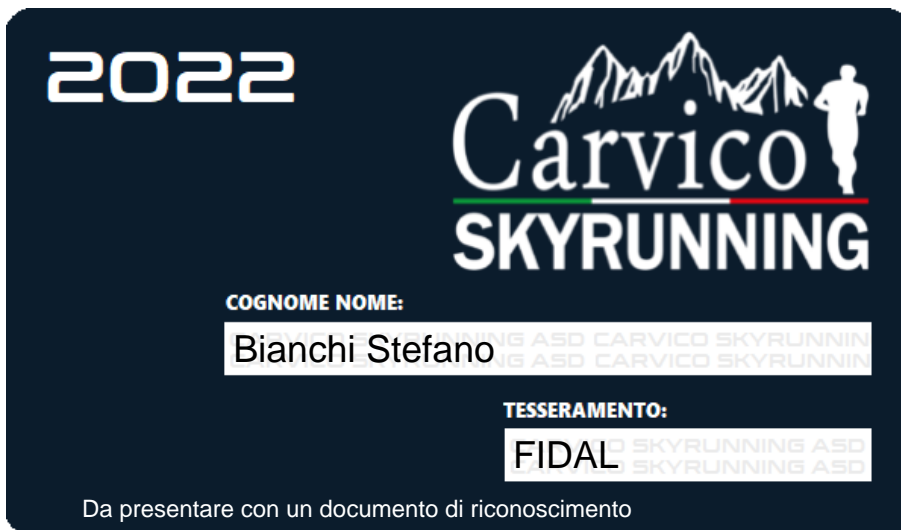 2022
Carvico
SKYRUNNING
COGNOME NOME:
Bianchi Stefano
TESSERAMENTO:
FIDAL
Da presentare con un documento di riconoscimento